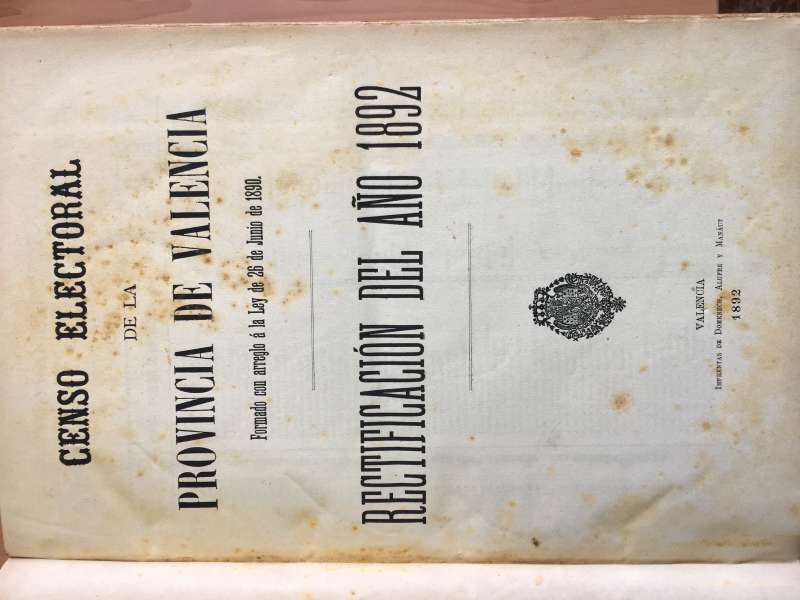 CENSO ELECTORAL
DE LA
PROVINCIA DE VALENCIA
Formado con arreglo á la Ley de 26 de Junio de 1890.
RECTIFICACIÓN DEL AÑO 1892
VALENCIA
Imprentas de Domenech, Alufre y Manáut
1892